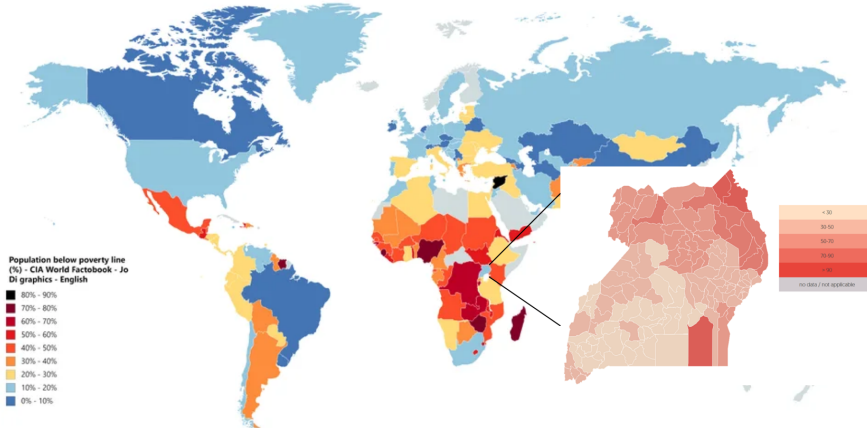 Population below poverty line
(%) - CIA World Factbook - Jo
Di graphics - English
80% - 90%
70% - 80%
60% - 70%
50% - 60%
40% - 50%
30% - 40%
20% - 30%
10% - 20%
0% - 10%
30-50
50-70
no data / not applicable